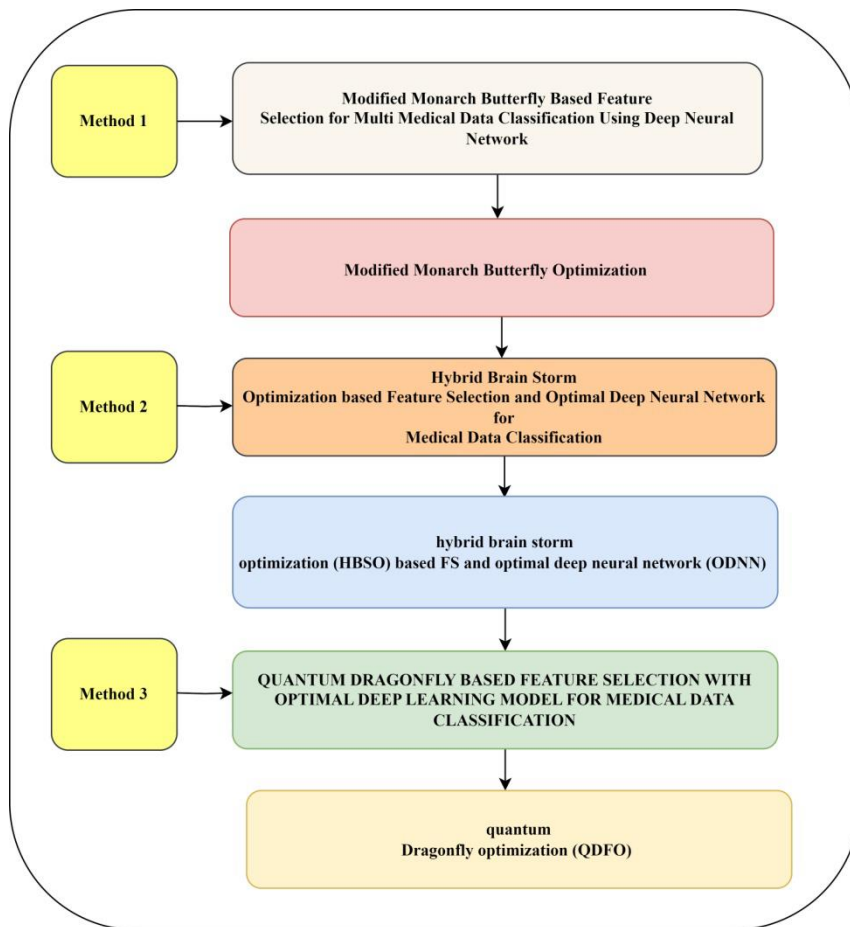 Method 1
Modified Monarch Butterfly Based Feature
Selection for Multi Medical Data Classification Using Deep Neural
Network
Modified Monarch Butterfly Optimization
Method 2
Hybrid Brain Storm
Optimization based Feature Selection and Optimal Deep Neural Network
for
Medical Data Classification
hybrid brain storm
optimization (HBSO) based FS and optimal deep neural network (ODNN)
Method 3
QUANTUM DRAGONFLY BASED FEATURE SELECTION WITH
OPTIMAL DEEP LEARNING MODEL FOR MEDICAL DATA
CLASSIFICATION
quantum
Dragonfly optimization (QDFO)